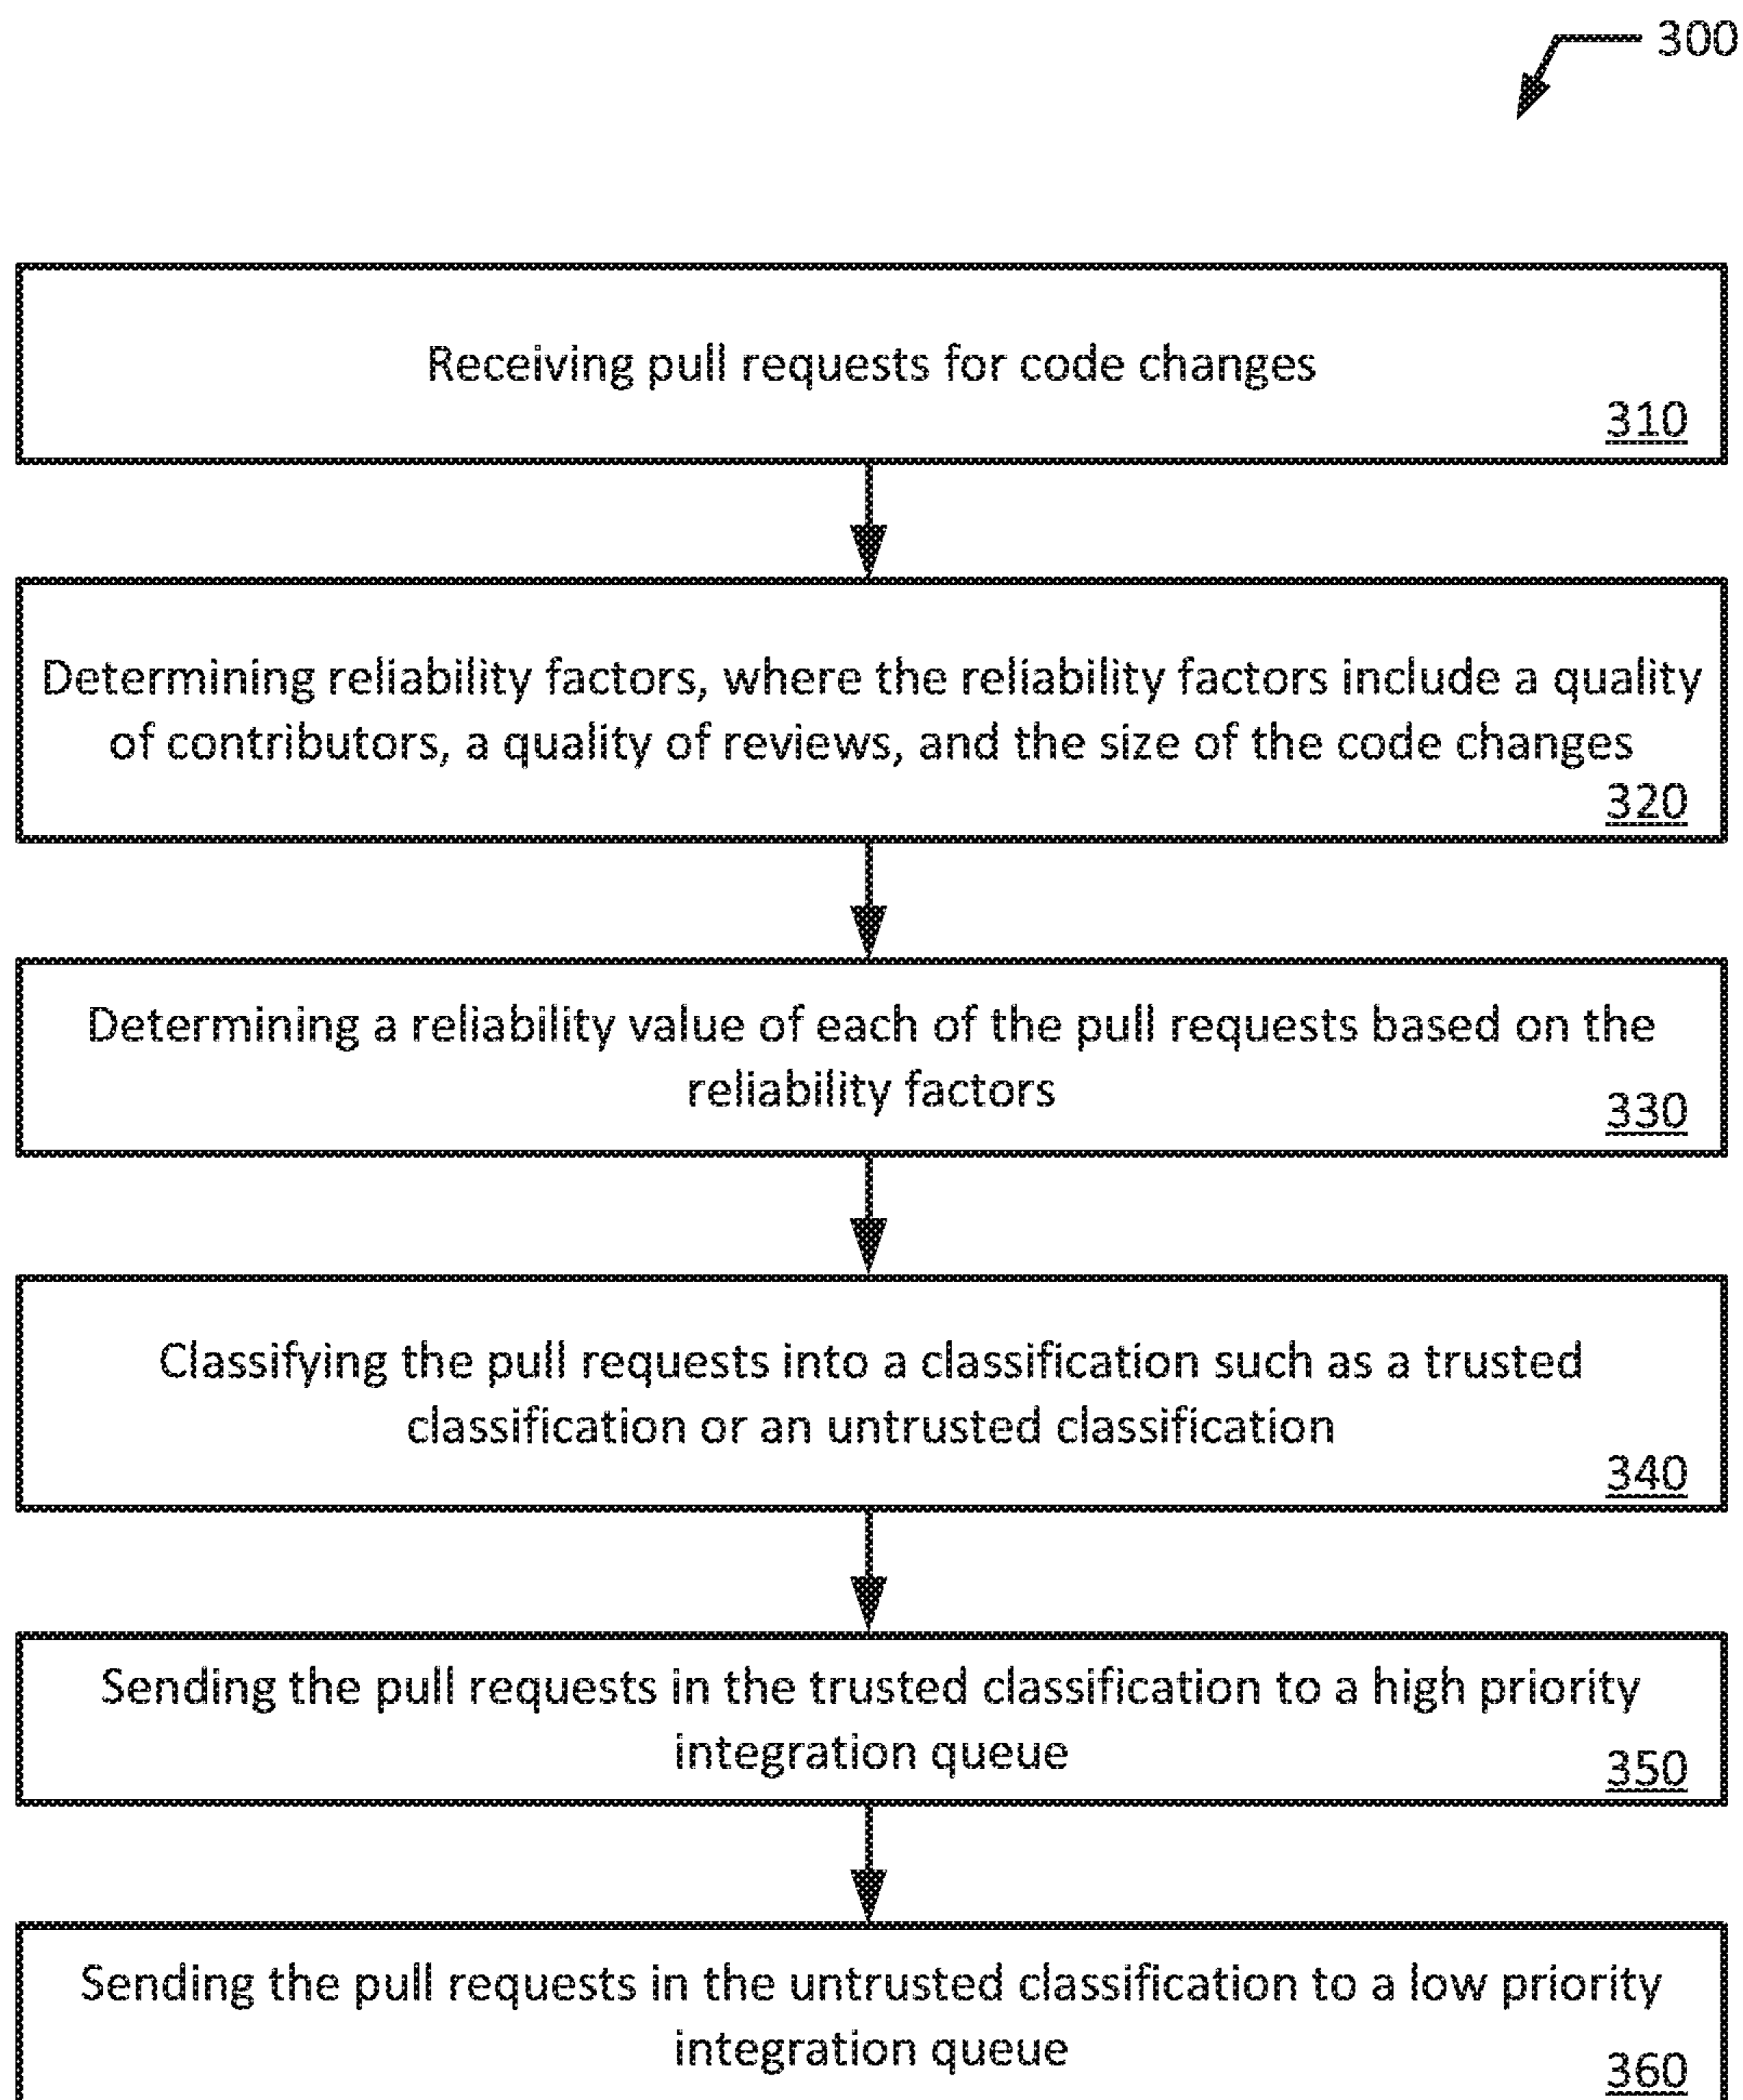 300
Receiving pull requests for code changes
310
Determining reliability factors, where the reliability factors include a quality
of contributors, a quality of reviews, and the size of the code changes
320
Determining a reliability value of each of the pull requests based on the
reliability factors
330
Classifying the pull requests into a classification such as a trusted
classification or an untrusted classification
340
Sending the pull requests in the trusted classification to a high priority
integration queue
350
Sending the pull requests in the untrusted classification to a low priority
integration queue
360